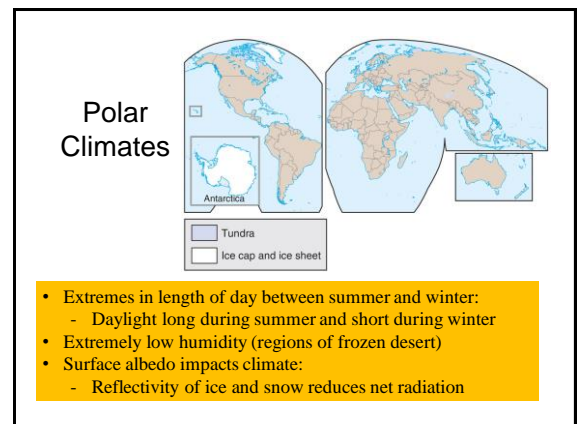 Polar
Climates
Antarctica
Tundra
Ice cap and ice sheet
• Extremes in length of day between summer and winter:
- Daylight long during summer and short during winter
• Extremely low humidity (regions of frozen desert)
• Surface albedo impacts climate:
- Reflectivity of ice and snow reduces net radiation